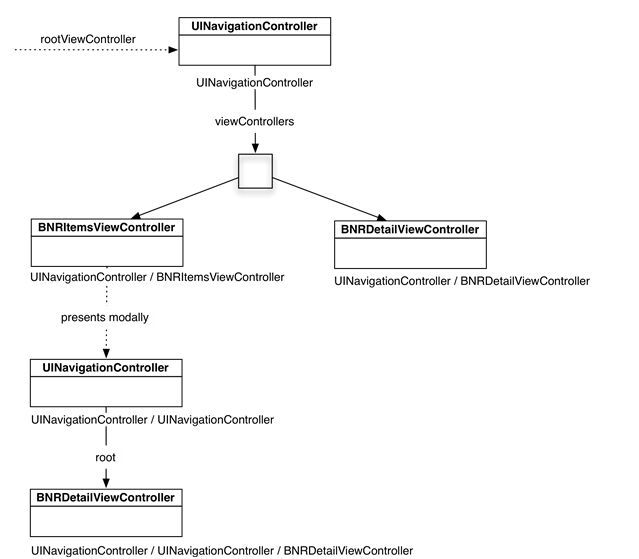 UINavigationController
rootViewController
UINavigationController
viewControllers
BNRItemsViewController
BNRDetailViewController
UINavigationController / BNRItemsViewController
UINavigationController / BNRDetailViewController
presents modally
UINavigationController
UINavigationController / UINavigationController
root
BNRDetailViewController
UINavigationController / UINavigationController / BNRDetailViewController